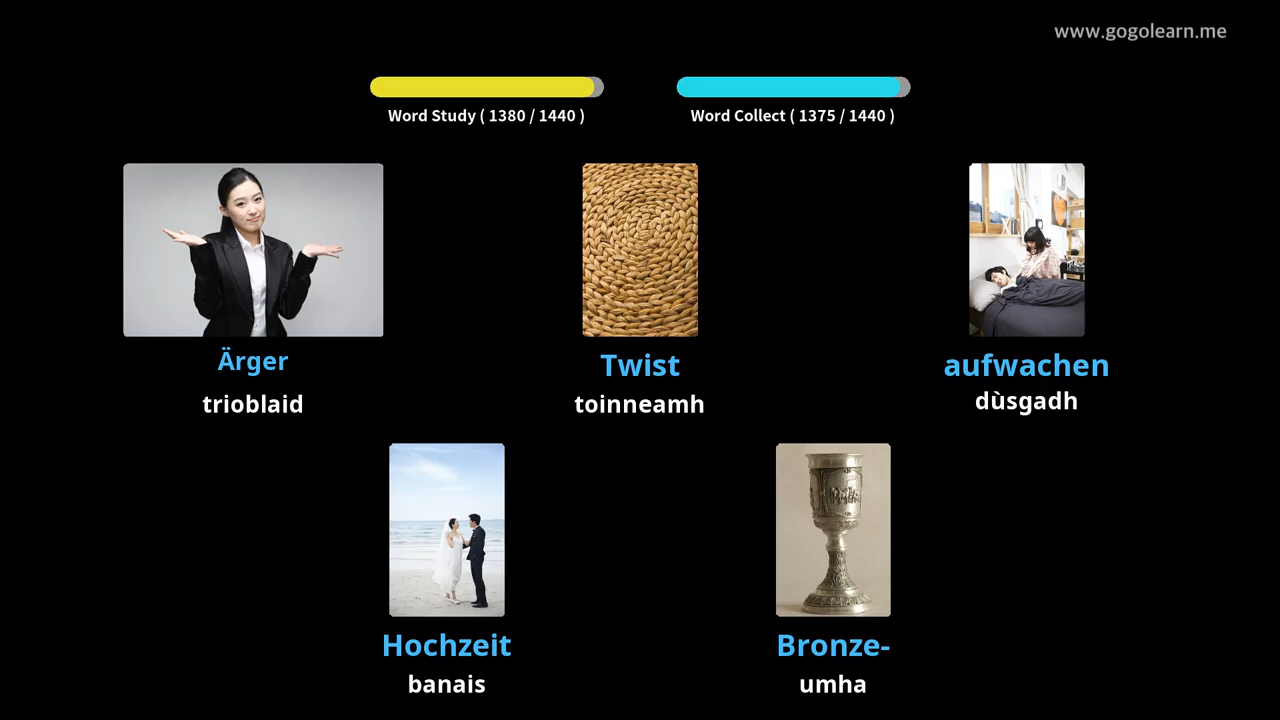 www.gogolearn.me
Word Study ( 1380 / 1440 )
Word Collect ( 1375 / 1440 )
Ärger
trioblaid
Twist
toinneamh
aufwachen
dùsgadh
Hochzeit
banais
Bronze-
umha